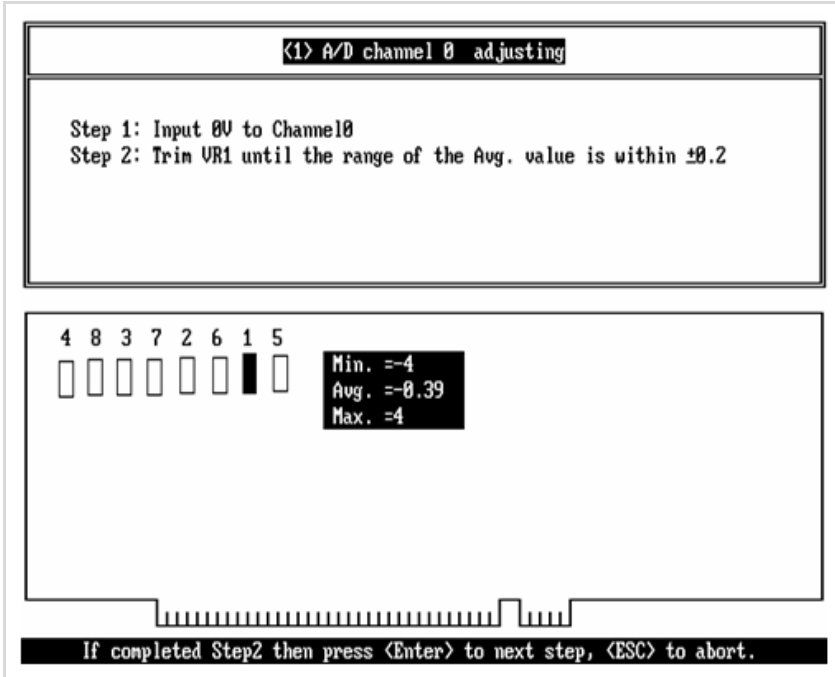 <1> A/D channel 0 adjusting
Step 1: Input 0V to Channel0
Step 2: Trim VR1 until the range of the Avg. value is within ±0.2
4 8 3 7 2 6 1 5
Min. =-4
Avg. =-0.39
Max. =4
If completed Step2 then press <Enter> to next step, <ESC> to abort.